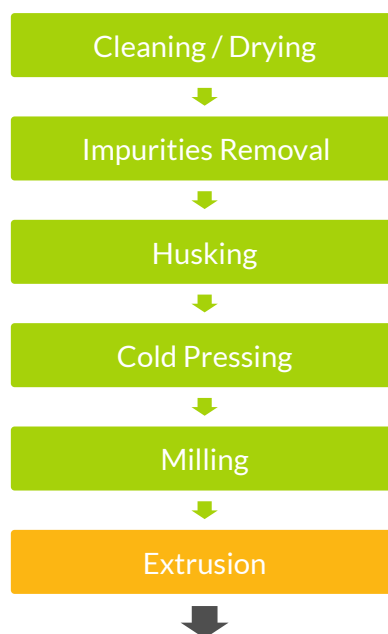 Cleaning / Drying
Impurities Removal
Husking
Cold Pressing
Milling
Extrusion